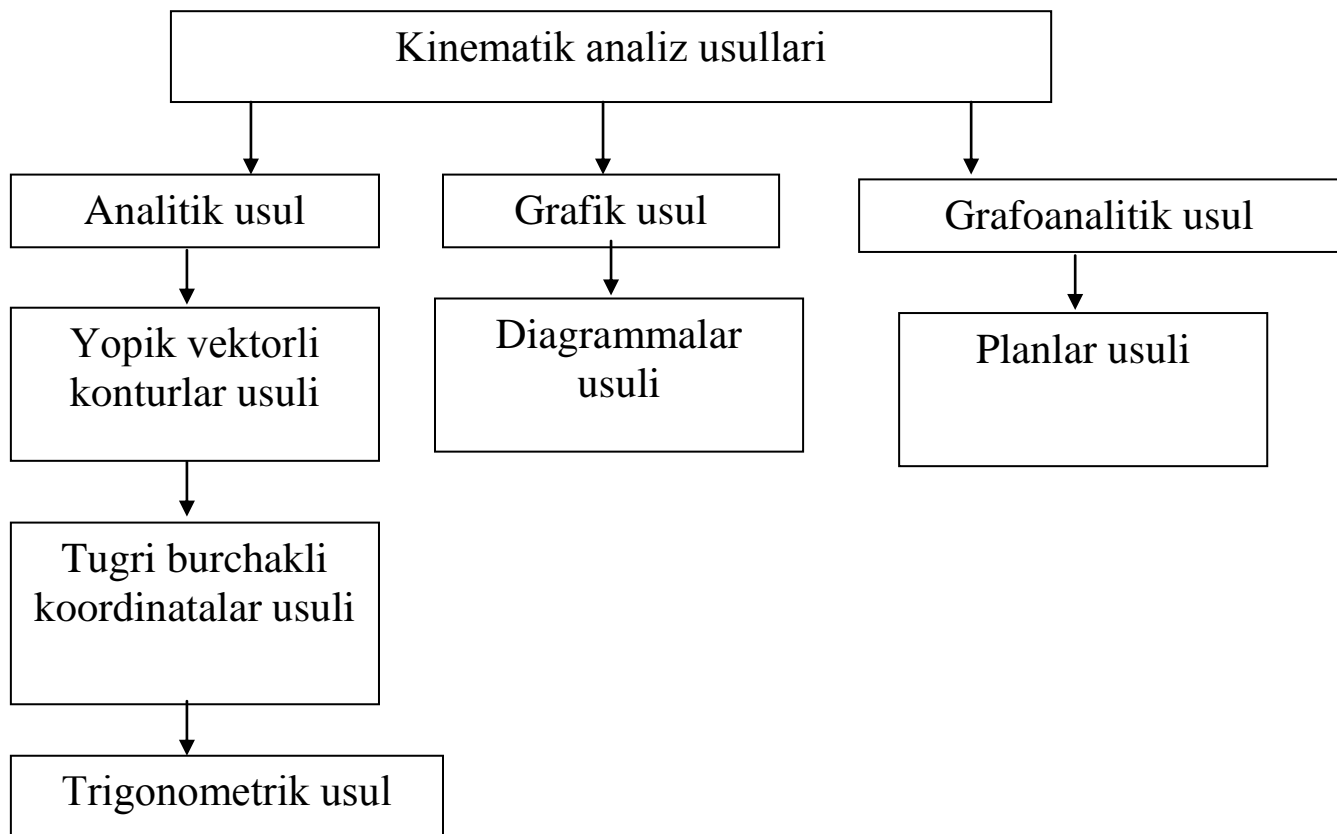 Kinematik analiz usullari
Analitik usul
Grafik usul
Grafoanalitik usul
Yopik vektorli
konturlar usuli
Diagrammalar
usuli
Planlar usuli
Tugri burchakli
koordinatalar usuli
Trigonometrik usul